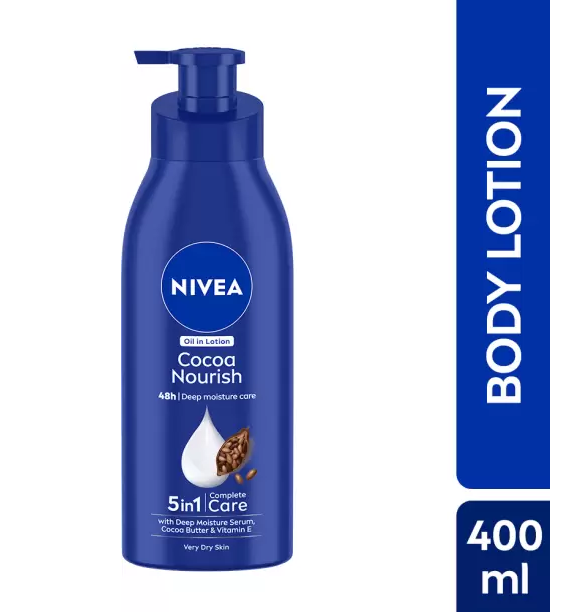 NIVEA
Oil in Lotion
Cocoa
Nourish
48h | Deep moisture care
5in1 | Complete
Care
with Deep Moisture Serum,
Cocoa Butter & Vitamin E
Very Dry Skin
BODY LOTION
400
ml